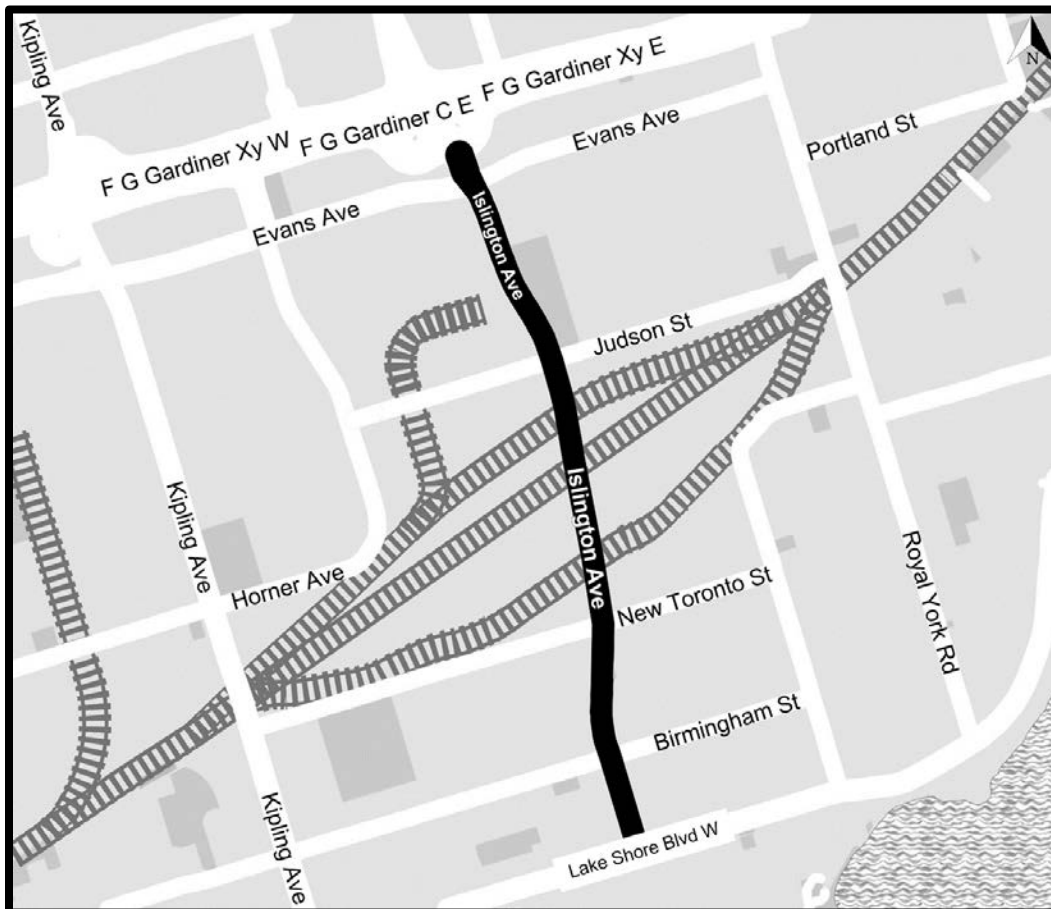 Kipling Ave
F G Gardiner Xy W
F G Gardiner C E
F G Gardiner Xy E
N
Evans Ave
Evans Ave
Portland St
Islington Ave
Judson St
Kipling Ave
Islington Ave
Horner Ave
New Toronto St
Royal York Rd
Birmingham St
Kipling Ave
Lake Shore Blvd W